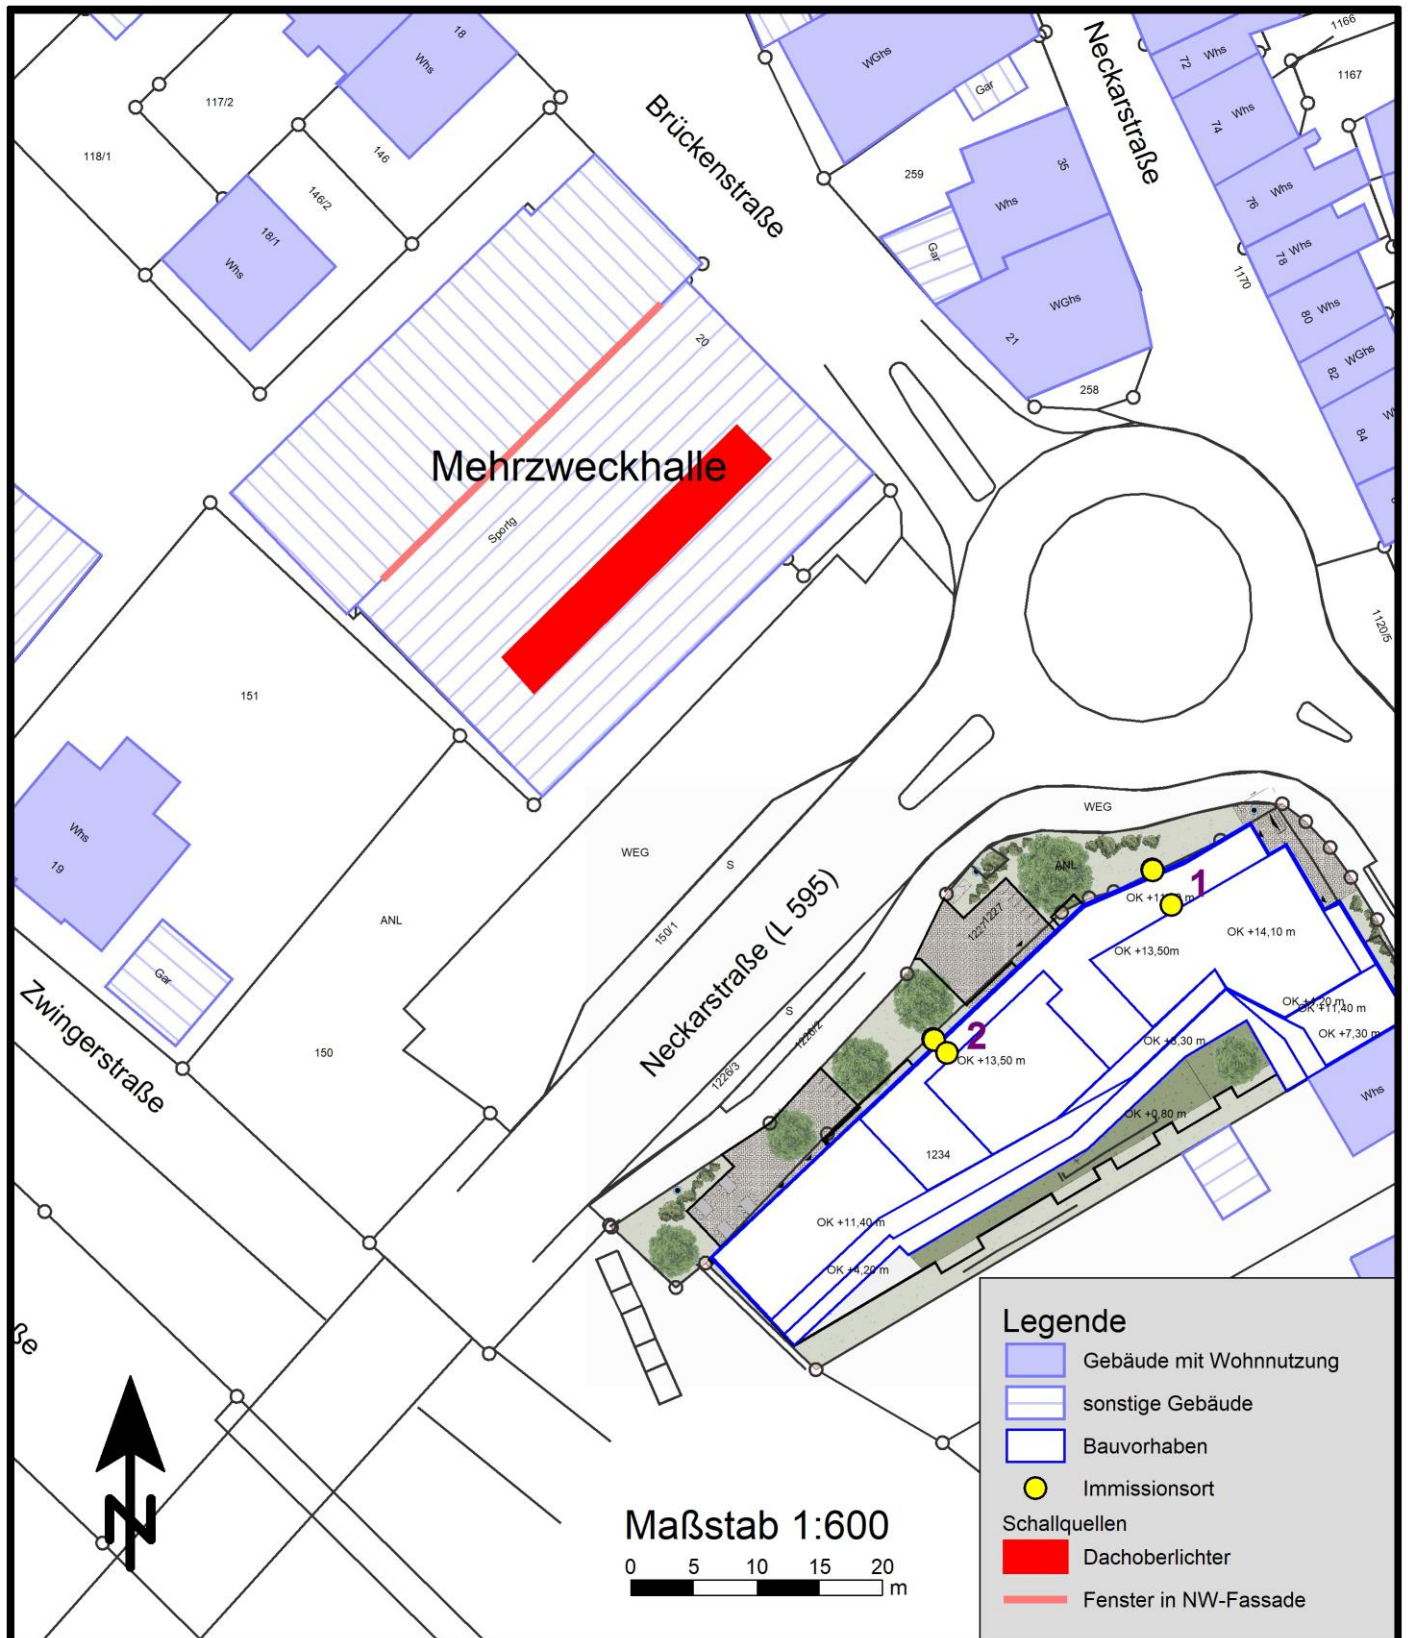 18
Whs
117/2
118/1
146
146/2
18/1
Whs
Brückenstraße
WGhs
Gar
Neckarstraße
72 Whs
1166
1167
74 Whs
76 Whs
78 Whs
1170
80 Whs
82 WGhs
84
259
35
Whs
Gar
WGhs
21
258
20
Mehrzweckhalle
Sportg
1120/5
151
Whs
19
Gar
ANL
150
Zwingerstraße
ße
WEG
S
150/1
Neckarstraße (L 595)
S
1226/3
1226/2
WEG
ANL
1227
1227
1
OK +14,10 m
OK +13,50m
OK +11,40 m
OK +7,30 m
2
OK +13,50 m
OK +0,80 m
1234
OK +11,40 m
OK +4,20 m
Whs
N
Maßstab 1:600
0 5 10 15 20
m
Legende
Gebäude mit Wohnnutzung
sonstige Gebäude
Bauvorhaben
Immissionsort
Schallquellen
Dachoberlichter
Fenster in NW-Fassade